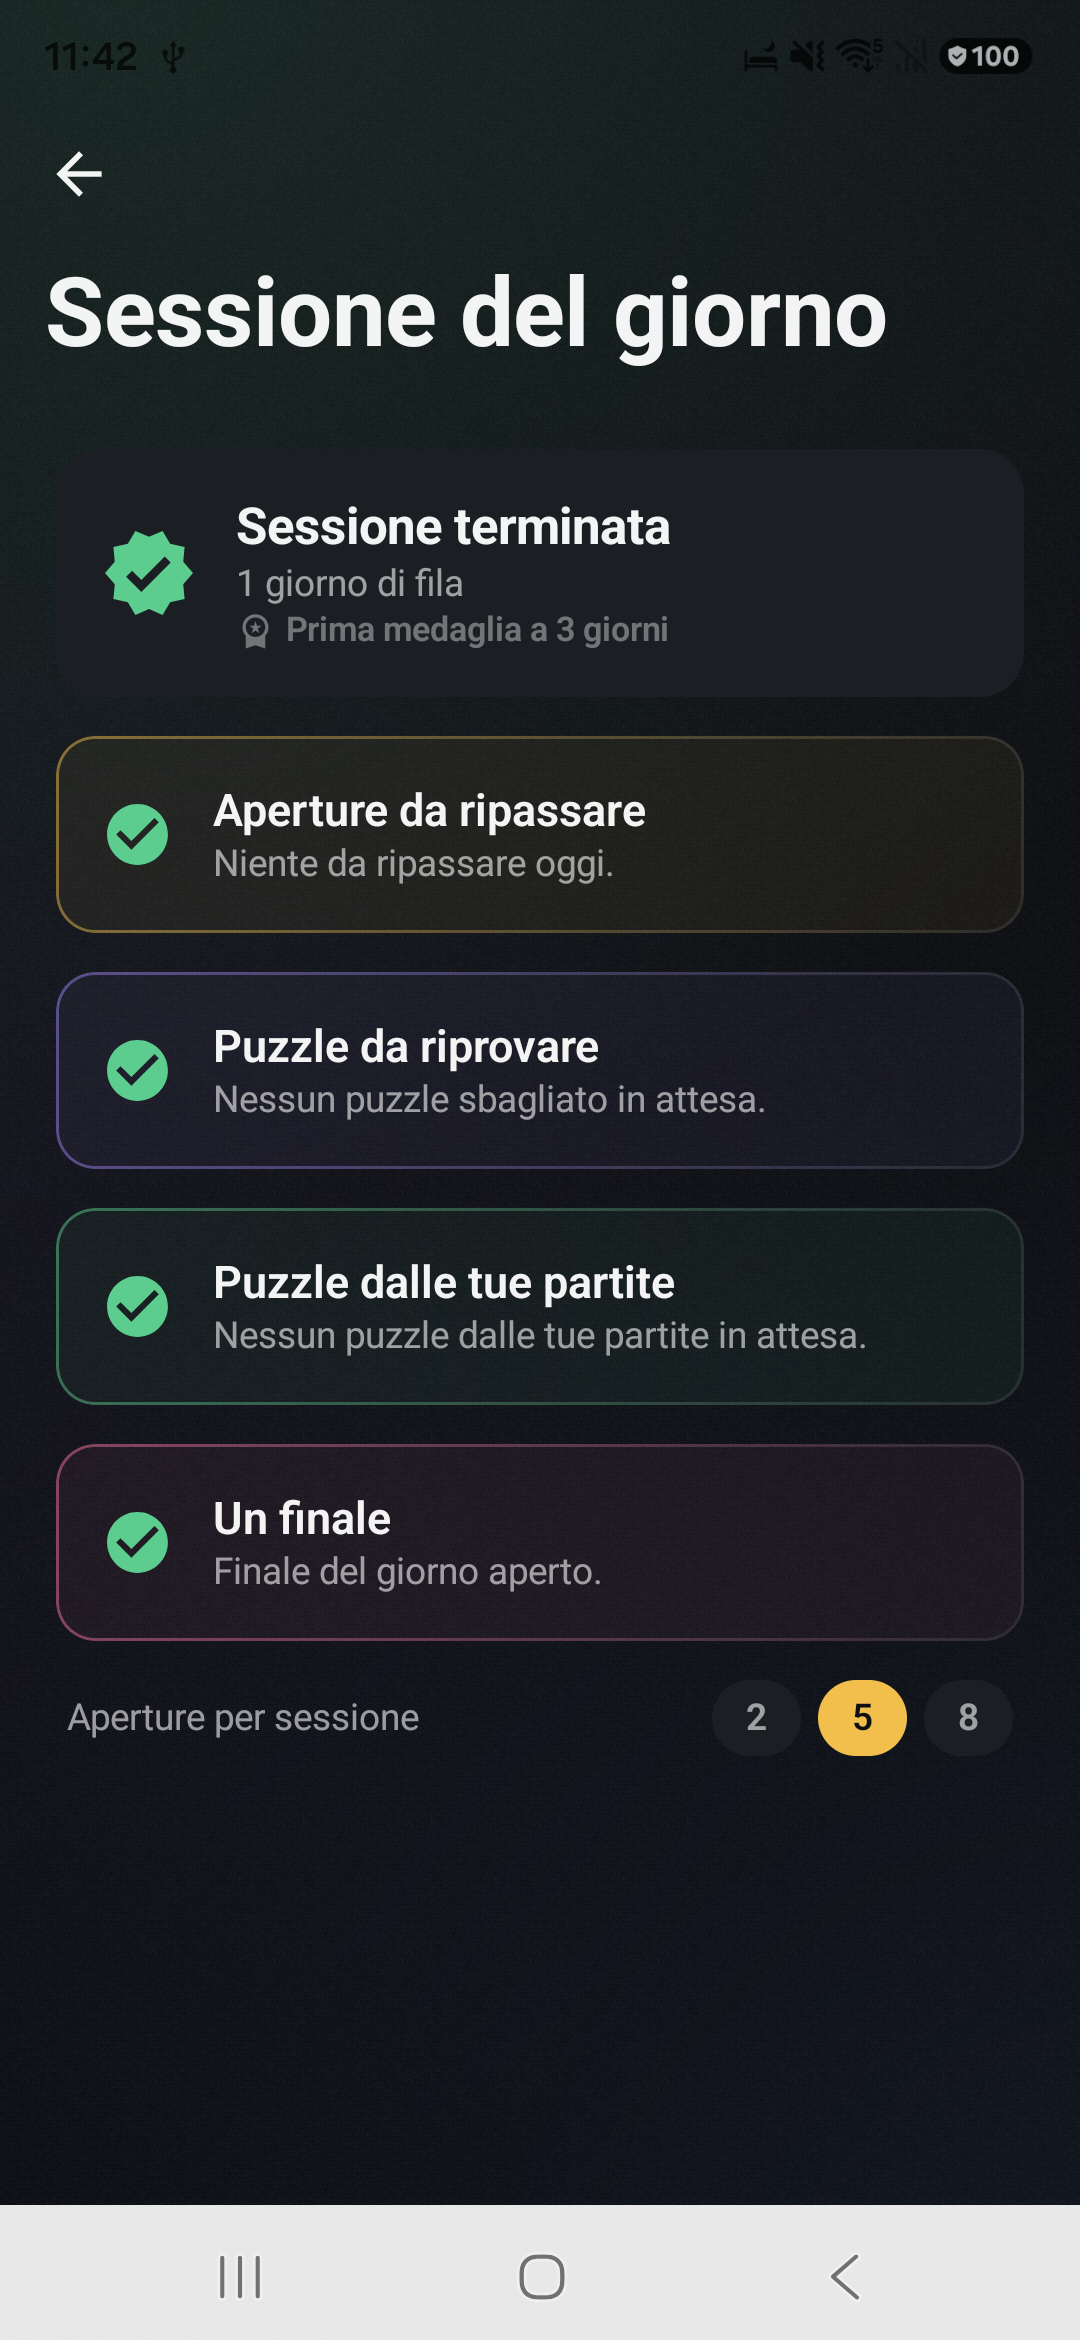 11:42
5
100
Sessione del giorno
Sessione terminata
1 giorno di fila
Prima medaglia a 3 giorni
Aperture da ripassare
Niente da ripassare oggi.
Puzzle da riprovare
Nessun puzzle sbagliato in attesa.
Puzzle dalle tue partite
Nessun puzzle dalle tue partite in attesa.
Un finale
Finale del giorno aperto.
Aperture per sessione 2 5 8